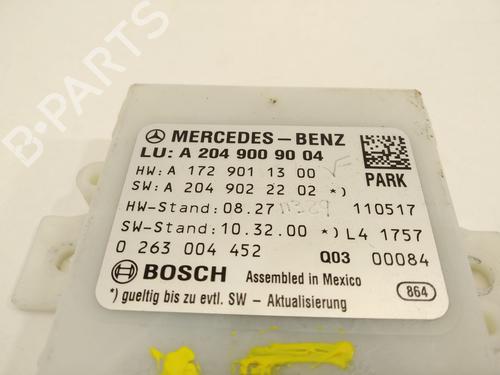 B-PARTS
MERCEDES-BENZ
LU: A 204 900 90 04
HW: A 172 901 13 00
PARK
SW: A 204 902 22 02 *)
HW-Stand: 08.27 110517
SW-Stand: 10.32.00 *) L4 1757
0 263 004 452 Q03 00084
BOSCH Assembled in Mexico
*) gueltig bis zu evtl. SW - Aktualisierung
864